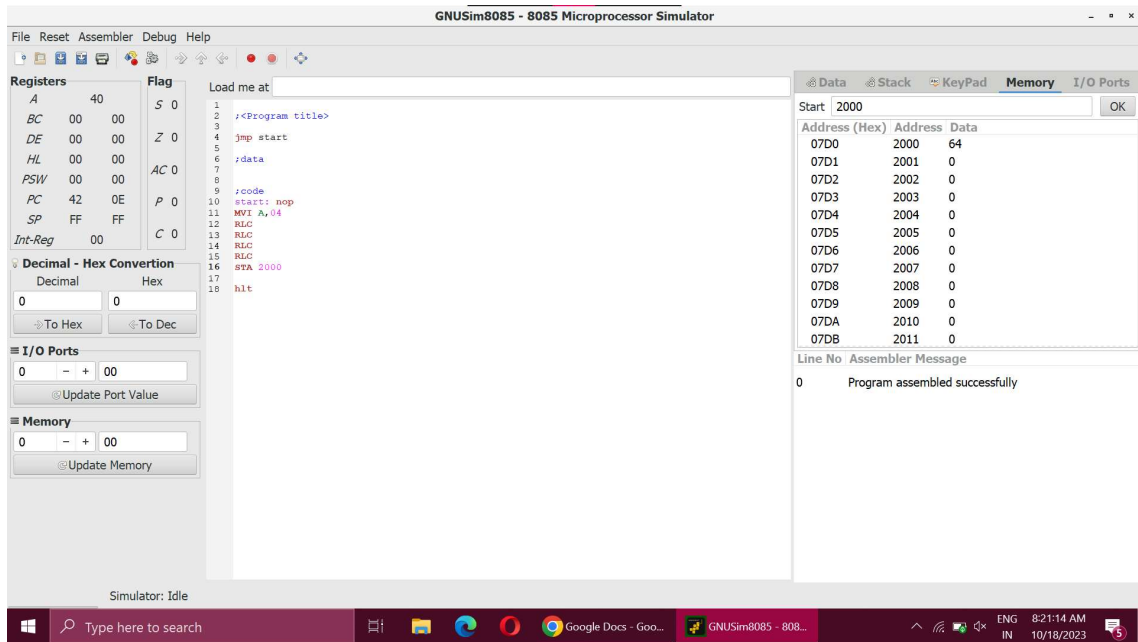 GNUSim8085 - 8085 Microprocessor Simulator
File Reset Assembler Debug Help
Registers
A 40
BC 00 00
DE 00 00
HL 00 00
PSW 00 00
PC 42 0E
SP FF FF
Int-Reg 00
Flag
S 0
Z 0
AC 0
P 0
C 0
Decimal - Hex Convertion
Decimal Hex
0 0
To Hex To Dec
I/O Ports
0 - + 00
Update Port Value
Memory
0 - + 00
Update Memory
Load me at
1
2 ;<Program title>
3
4 jmp start
5
6 ;data
7
8
9 ;code
10 start: nop
11 MVI A,04
12 RLC
13 RLC
14 RLC
15 RLC
16 STA 2000
17
18 hlt
Data Stack KeyPad Memory I/O Ports
Start 2000 OK
Address (Hex) Address Data
07D0 2000 64
07D1 2001 0
07D2 2002 0
07D3 2003 0
07D4 2004 0
07D5 2005 0
07D6 2006 0
07D7 2007 0
07D8 2008 0
07D9 2009 0
07DA 2010 0
07DB 2011 0
Line No Assembler Message
0 Program assembled successfully
Simulator: Idle
Type here to search
Google Docs - Goo...
GNUSim8085 - 808...
ENG
IN
8:21:14 AM
10/18/2023
5